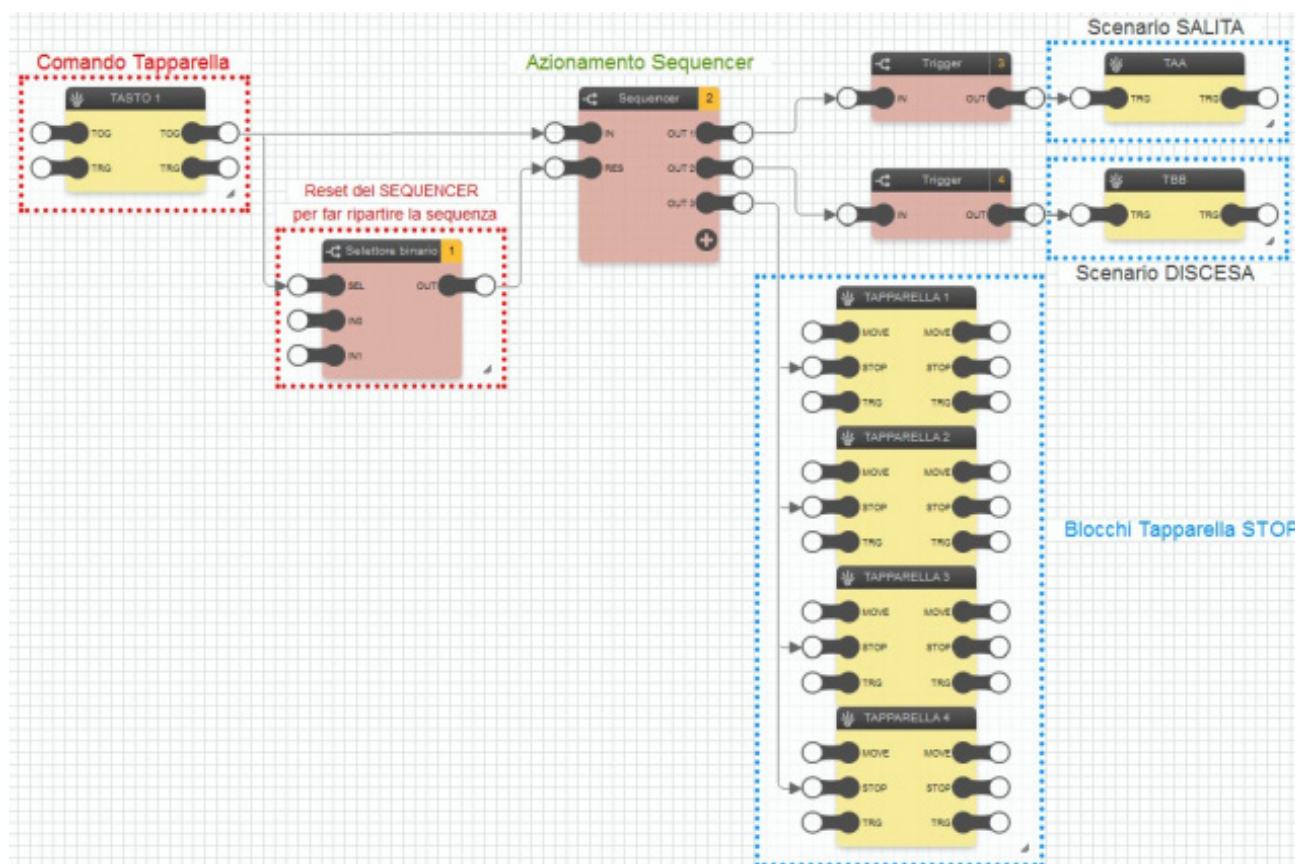 Scenario SALITA
Comando Tapparella
Azionamento Sequencer
TASTO 1
TOG TOG
TRG TRG
Sequencer 2
IN OUT 1
RES OUT 2
OUT 3
Trigger 3
IN OUT
TAA
TRG TRG
Reset del SEQUENCER
per far ripartire la sequenza
Selettore binario 1
SEL OUT
IN0
IN1
Trigger 4
IN OUT
TBB
TRG TRG
Scenario DISCESA
TAPPARELLA 1
MOVE MOVE
STOP STOP
TRG TRG
TAPPARELLA 2
MOVE MOVE
STOP STOP
TRG TRG
Blocchi Tapparella STOP
TAPPARELLA 3
MOVE MOVE
STOP STOP
TRG TRG
TAPPARELLA 4
MOVE MOVE
STOP STOP
TRG TRG